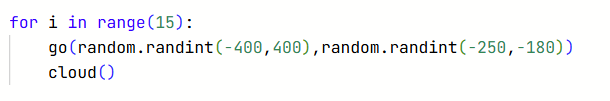 for i in range(15):
    go(random.randint(-400,400),random.randint(-250,-180))
    cloud()